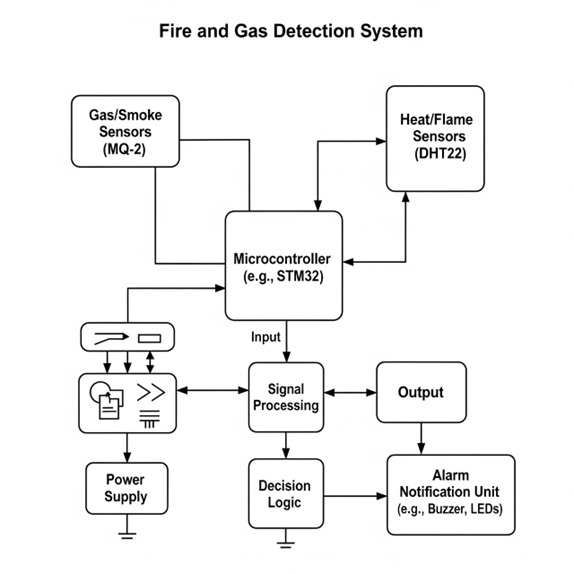 Fire and Gas Detection System
Gas/Smoke
Sensors
(MQ-2)
Heat/Flame
Sensors
(DHT22)
Microcontroller
(e.g., STM32)
Input
Signal
Processing
Output
Power
Supply
Decision
Logic
Alarm
Notification Unit
(e.g., Buzzer, LEDs)